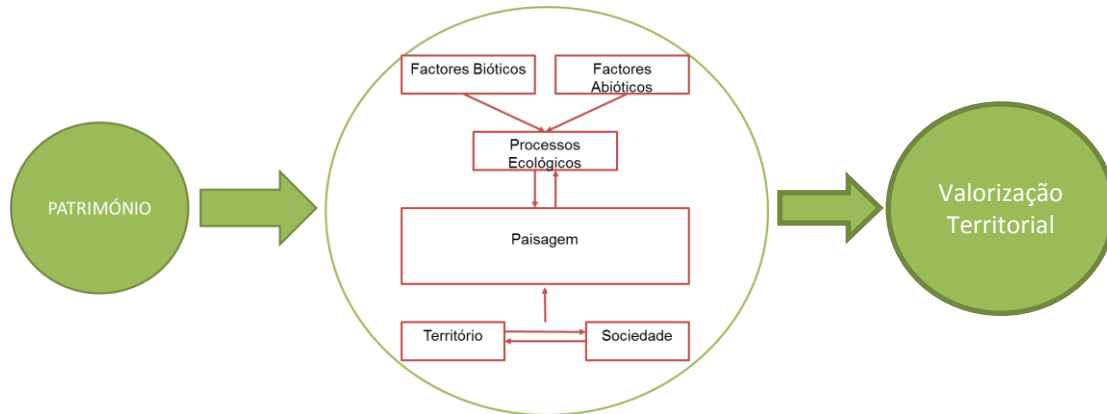 PATRIMÓNIO
Factores Bióticos
Factores
Abióticos
Processos
Ecológicos
Paisagem
Território
Sociedade
Valorização
Territorial